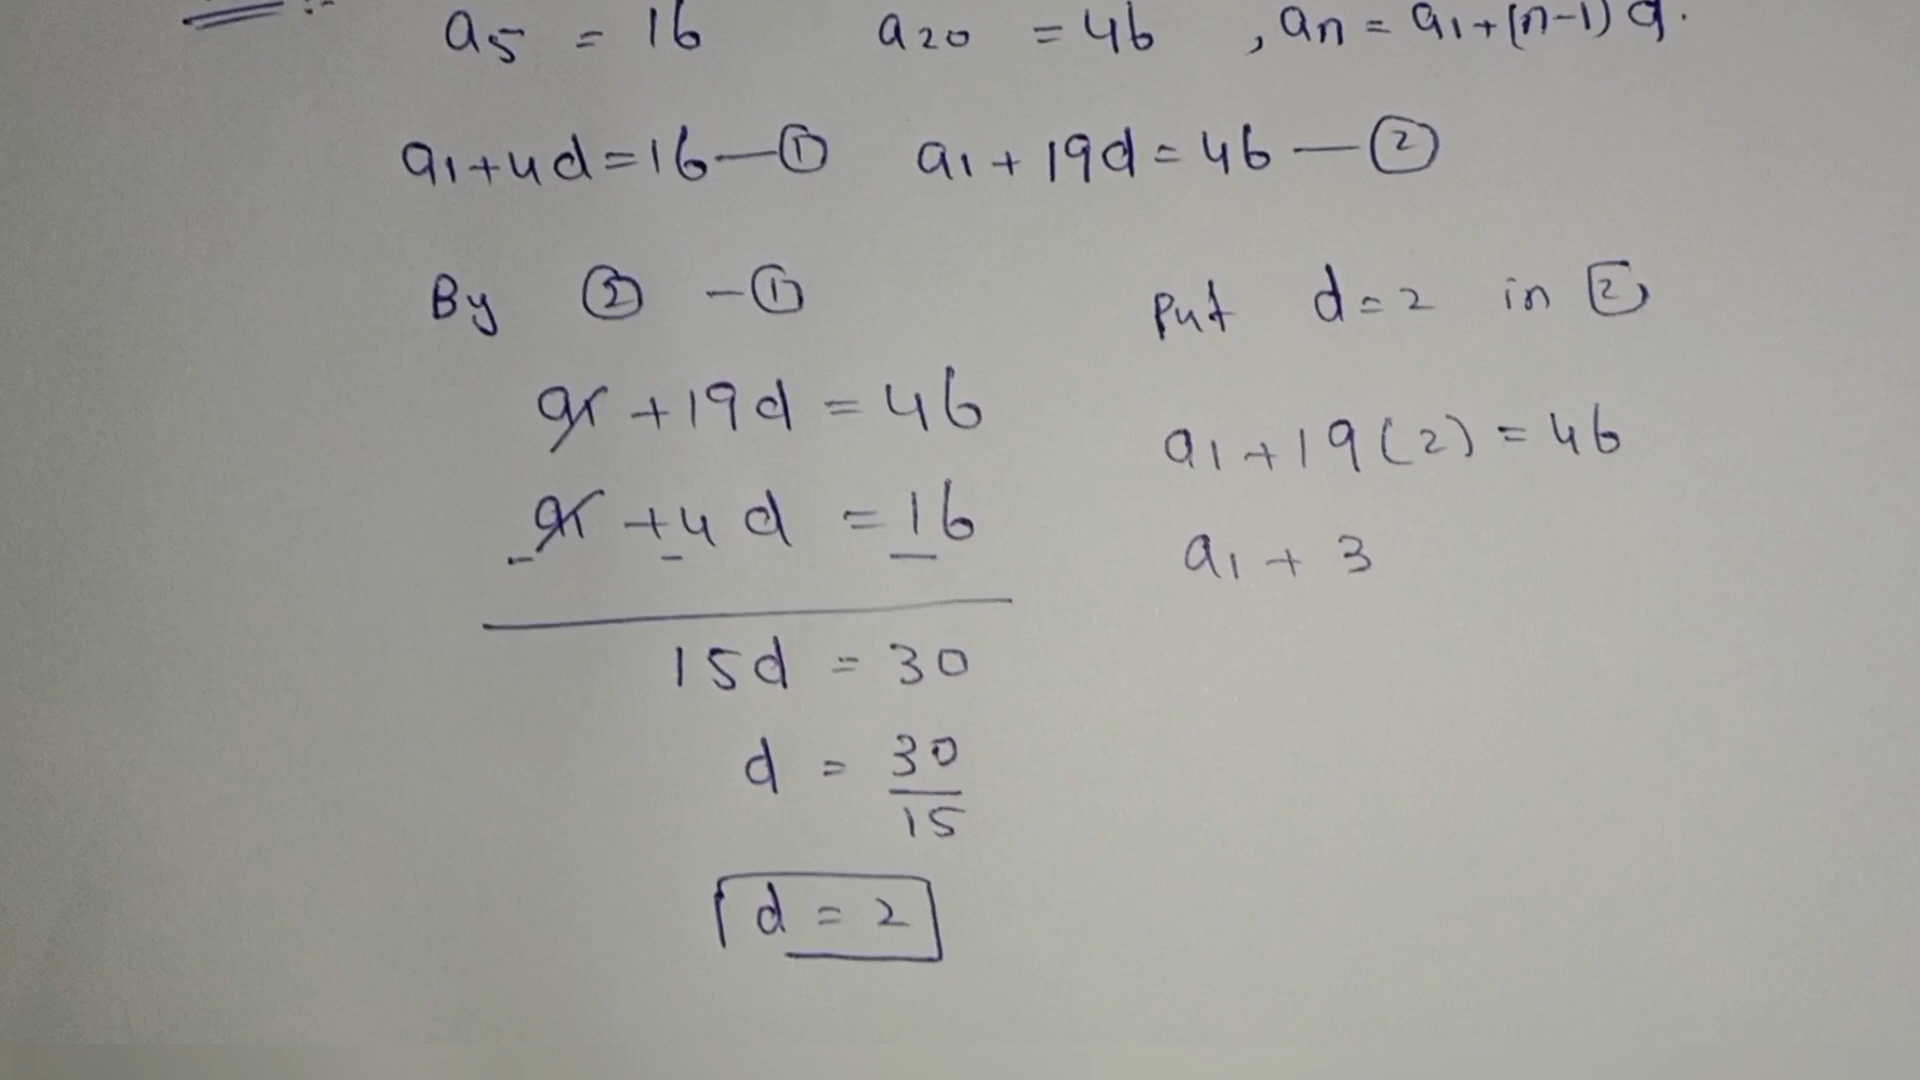 a5 = 16 a20 = 46 , an = a1+(n-1) d.
a1+4d=16—① a1+19d=46—②
By ② -①
a1+19d=46
a1+4d=16
- - -
15d=30
d=30/15
d=2
Put d=2 in ②,
a1+19(2)=46
a1+3